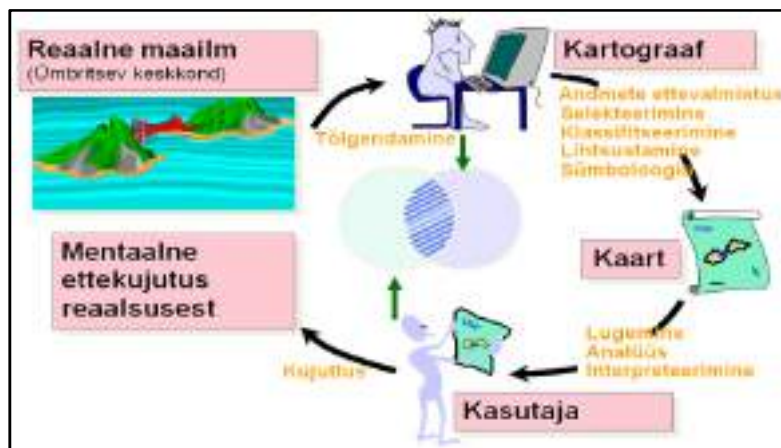 Reaalne maailm
(Ümbritsev keskkond)
Kartograaf
Tõlgendamine
Andmete ettevalmistus
Selekteerimine
Klassifitseerimine
Lihtsustamine
Sümboloogia
Kaart
Lugemine
Analüüs
Interpreteerimine
Kasutaja
Kujutlus
Mentaalne
ettekujutus
reaalsusest